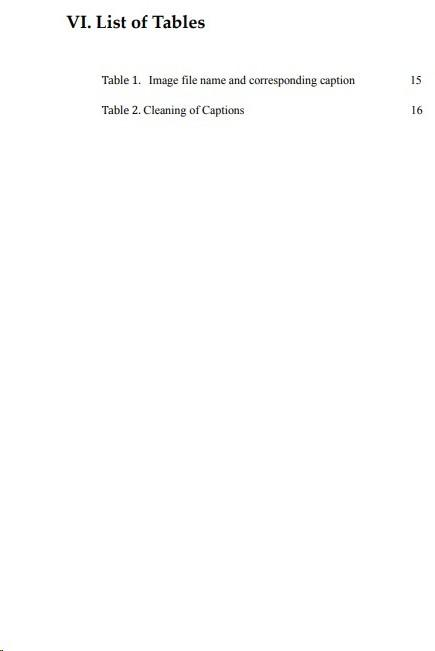 VI. List of Tables
Table 1. Image file name and corresponding caption 15
Table 2. Cleaning of Captions 16